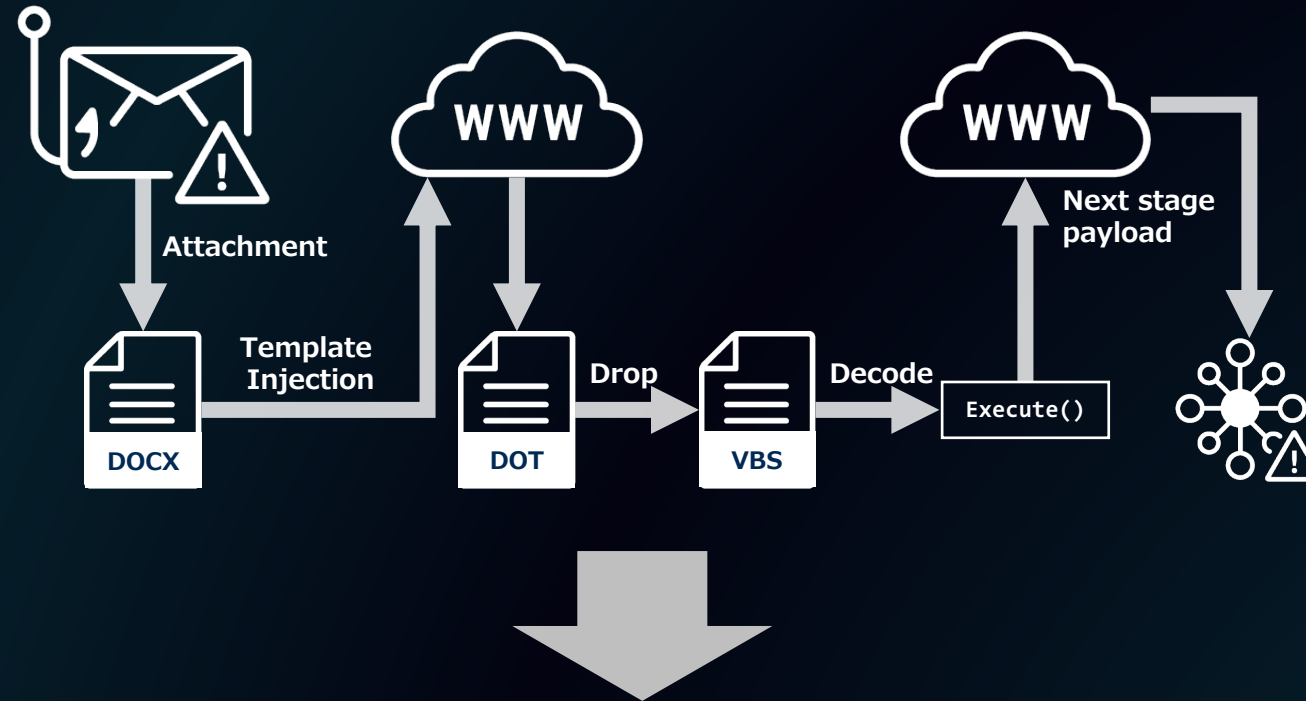 WWW
WWW
Attachment
Next stage
payload
Template
Injection
Drop
Decode
Execute()
DOCX
DOT
VBS